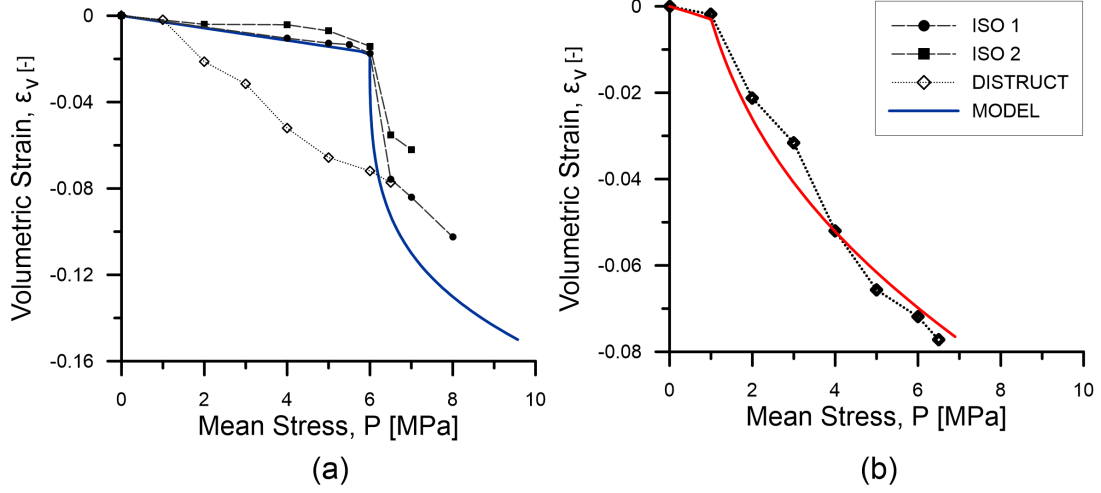 0
-0.04
-0.08
-0.12
-0.16
Volumetric Strain, εv [-]
0 2 4 6 8 10
Mean Stress, P [MPa]
(a)
0
-0.02
-0.04
-0.06
-0.08
Volumetric Strain, εv [-]
0 2 4 6 8 10
Mean Stress, P [MPa]
(b)
ISO 1
ISO 2
DISTRUCT
MODEL